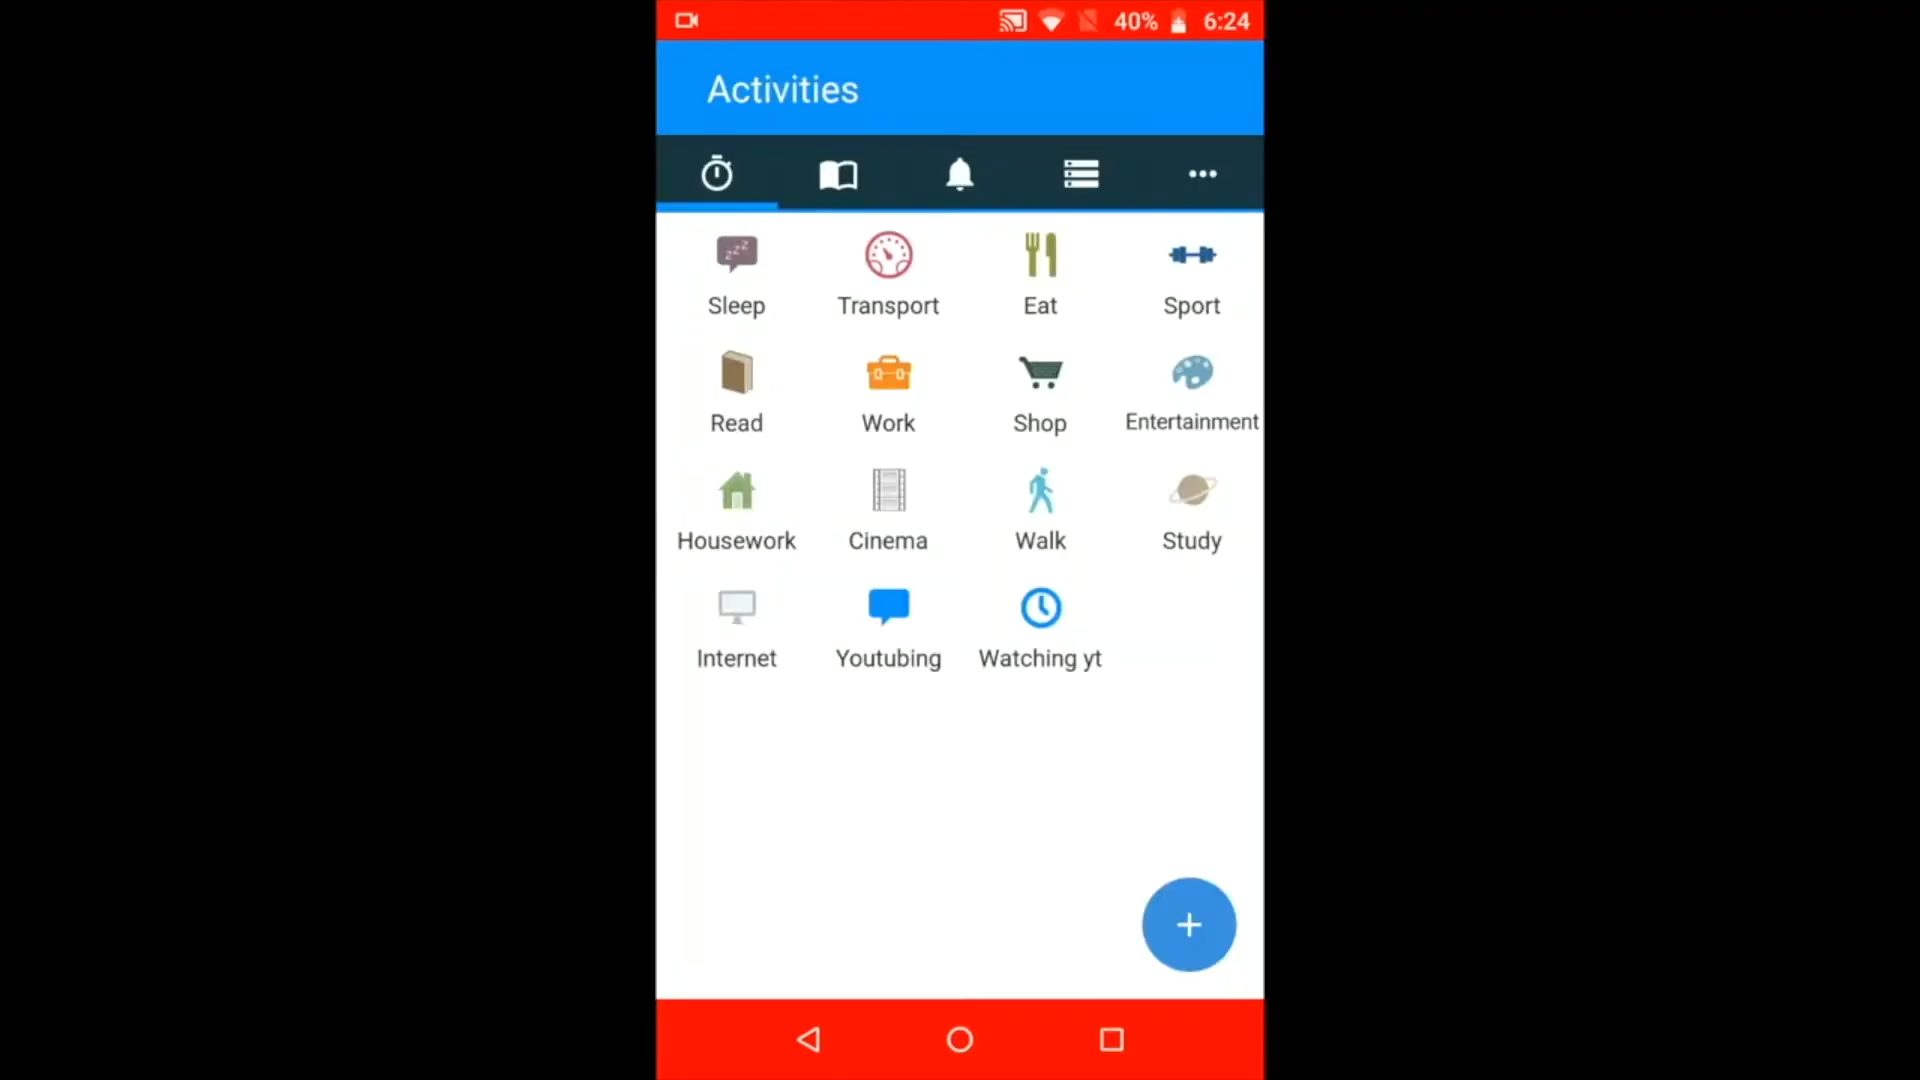 40% 6:24
Activities
Sleep Transport Eat Sport
Read Work Shop Entertainment
Housework Cinema Walk Study
Internet Youtubing Watching yt